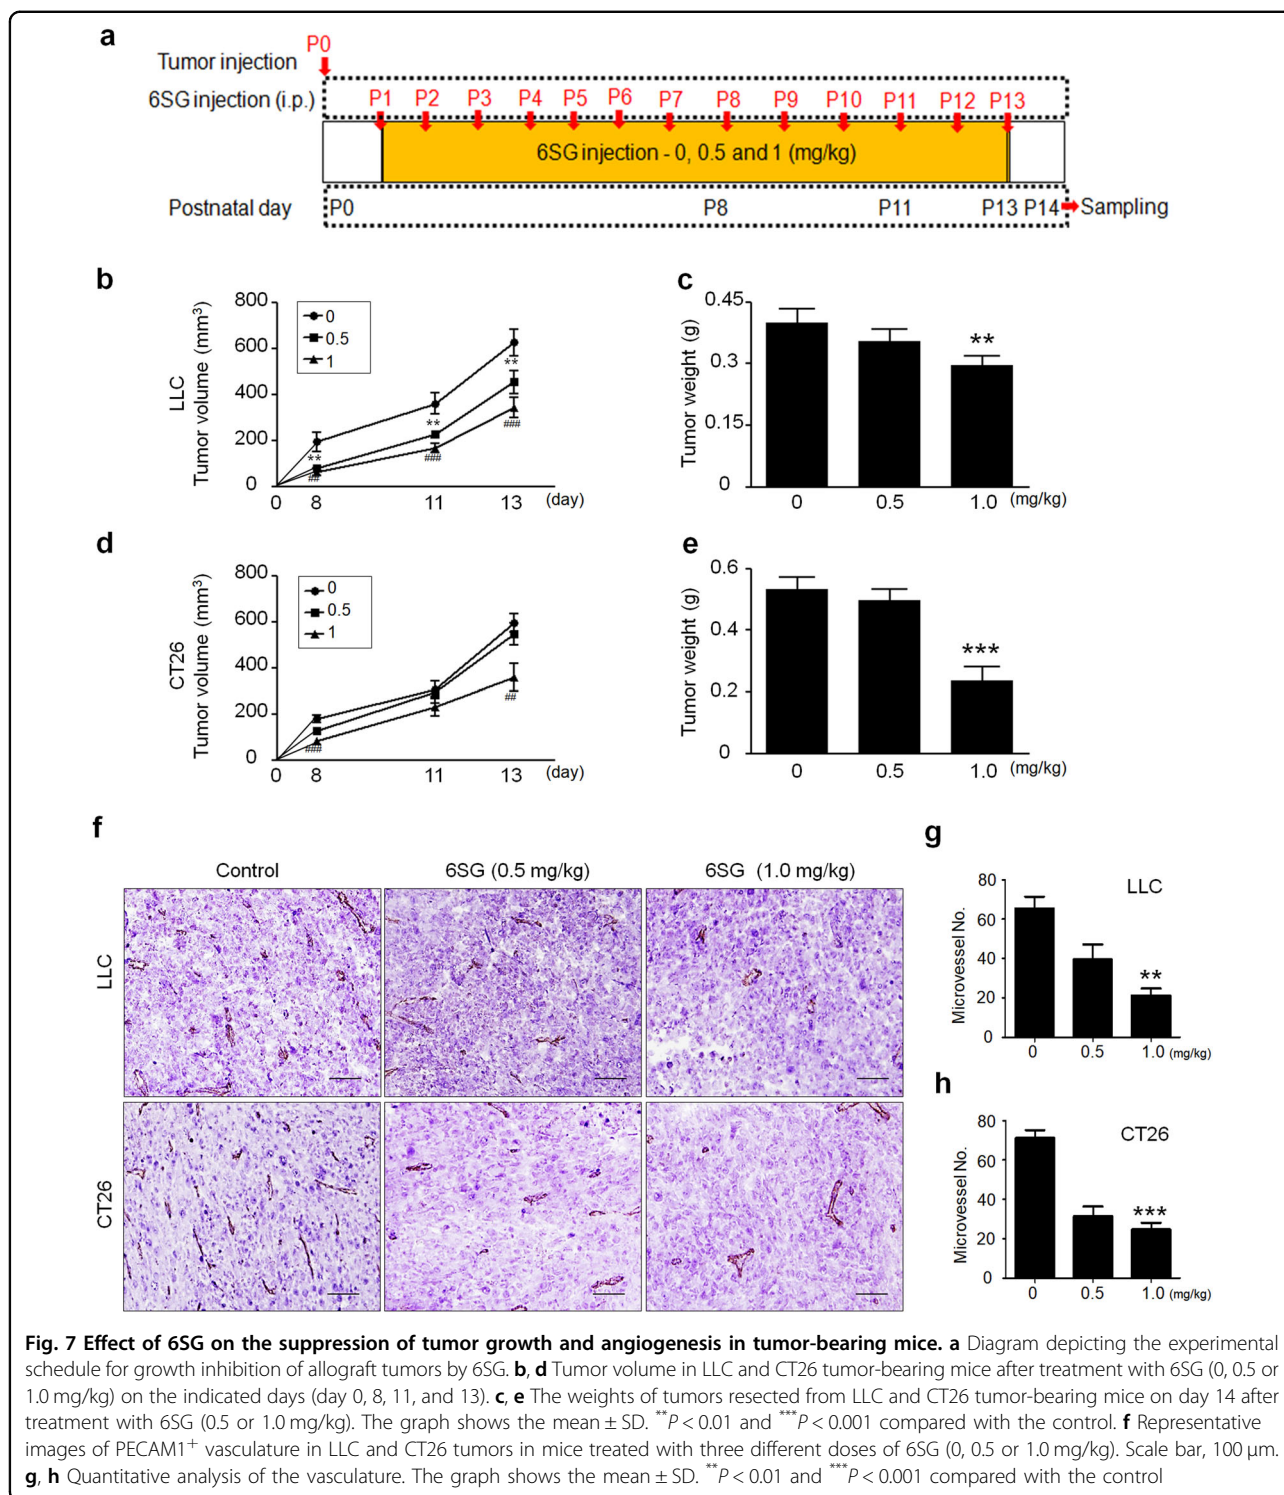 a
P0
Tumor injection
6SG injection (i.p.)
P1 P2 P3 P4 P5 P6 P7 P8 P9 P10 P11 P12 P13
6SG injection - 0, 0.5 and 1 (mg/kg)
Postnatal day P0 P8 P11 P13 P14 Sampling
b
LLC
Tumor volume (mm³)
800
600
400
200
0
0
0.5
1
**
##
**
###
**
###
0 8 11 13 (day)
c
Tumor weight (g)
0.45
0.3
0.15
0
**
0 0.5 1.0 (mg/kg)
d
CT26
Tumor volume (mm³)
800
600
400
200
0
0
0.5
1
###
##
0 8 11 13 (day)
e
Tumor weight (g)
0.6
0.4
0.2
0
***
0 0.5 1.0 (mg/kg)
f
Control 6SG (0.5 mg/kg) 6SG (1.0 mg/kg)
LLC
CT26
g
LLC
Microvessel No.
80
60
40
20
0
**
0 0.5 1.0 (mg/kg)
h
CT26
Microvessel No.
80
60
40
20
0
***
0 0.5 1.0 (mg/kg)
Fig. 7 Effect of 6SG on the suppression of tumor growth and angiogenesis in tumor-bearing mice. a Diagram depicting the experimental
schedule for growth inhibition of allograft tumors by 6SG. b, d Tumor volume in LLC and CT26 tumor-bearing mice after treatment with 6SG (0, 0.5 or
1.0 mg/kg) on the indicated days (day 0, 8, 11, and 13). c, e The weights of tumors resected from LLC and CT26 tumor-bearing mice on day 14 after
treatment with 6SG (0.5 or 1.0 mg/kg). The graph shows the mean ± SD. **P < 0.01 and ***P < 0.001 compared with the control. f Representative
images of PECAM1⁺ vasculature in LLC and CT26 tumors in mice treated with three different doses of 6SG (0, 0.5 or 1.0 mg/kg). Scale bar, 100 μm.
g, h Quantitative analysis of the vasculature. The graph shows the mean ± SD. **P < 0.01 and ***P < 0.001 compared with the control